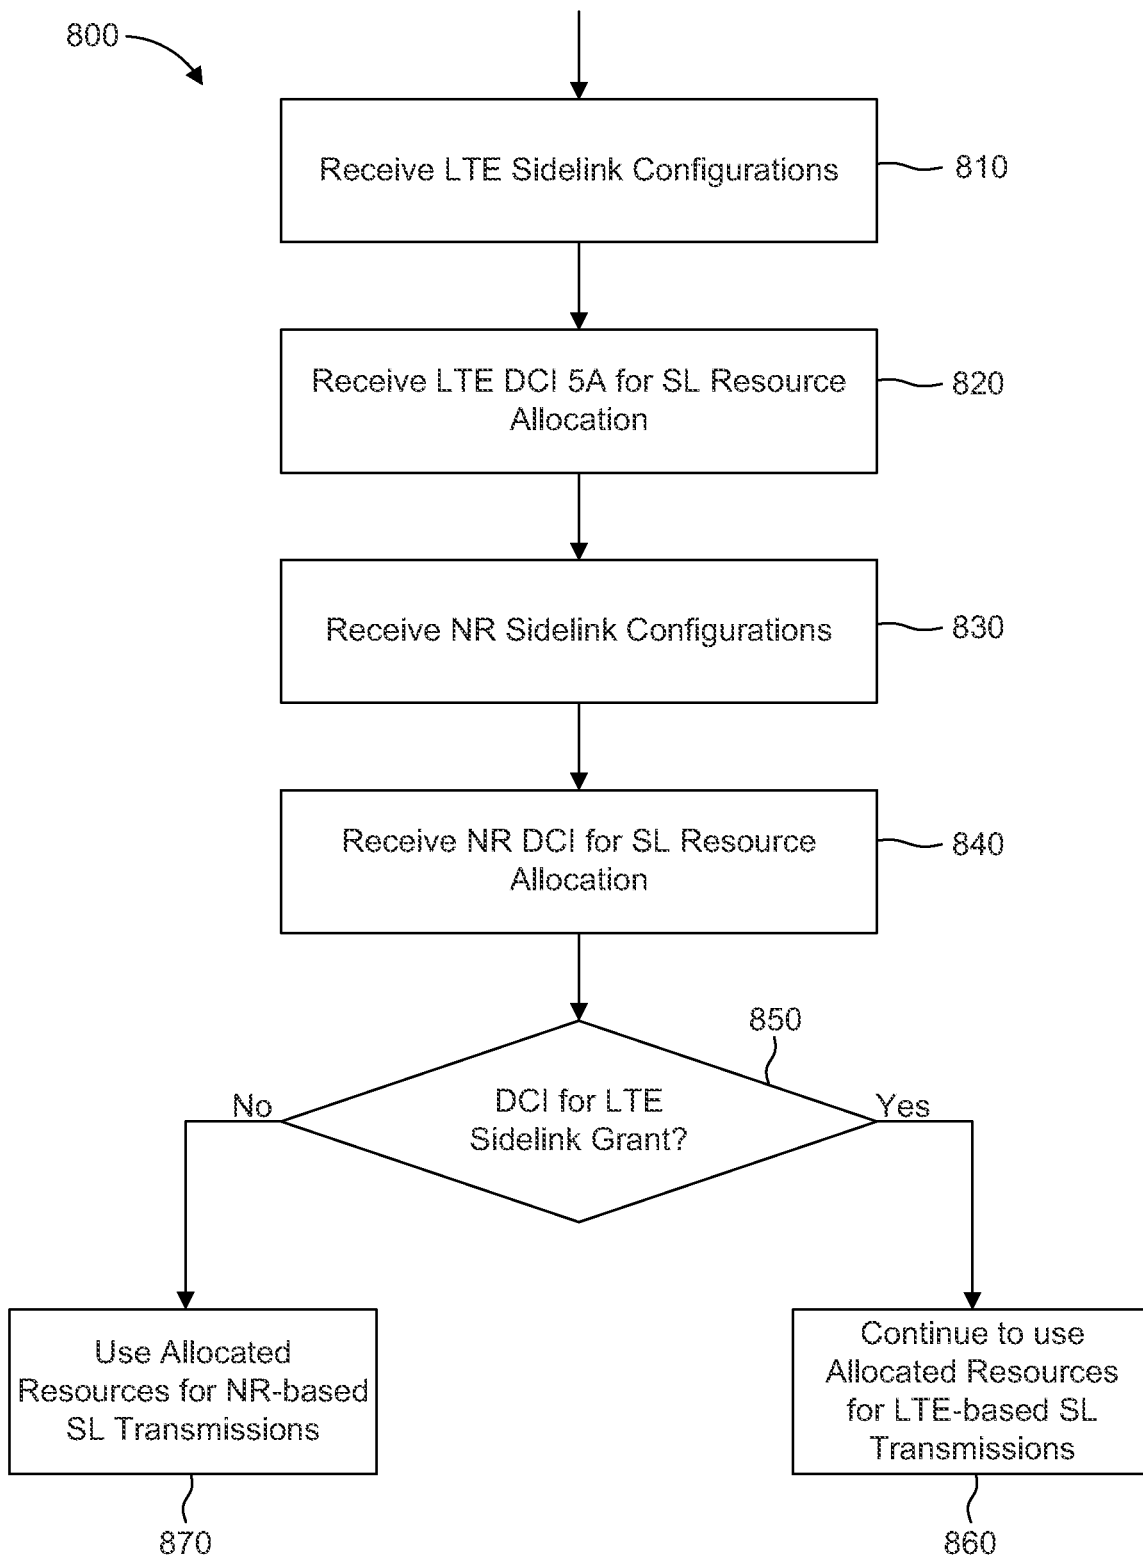 800
Receive LTE Sidelink Configurations
810
Receive LTE DCI 5A for SL Resource
Allocation
820
Receive NR Sidelink Configurations
830
Receive NR DCI for SL Resource
Allocation
840
850
DCI for LTE
Sidelink Grant?
No
Yes
Use Allocated
Resources for NR-based
SL Transmissions
870
Continue to use
Allocated Resources
for LTE-based SL
Transmissions
860